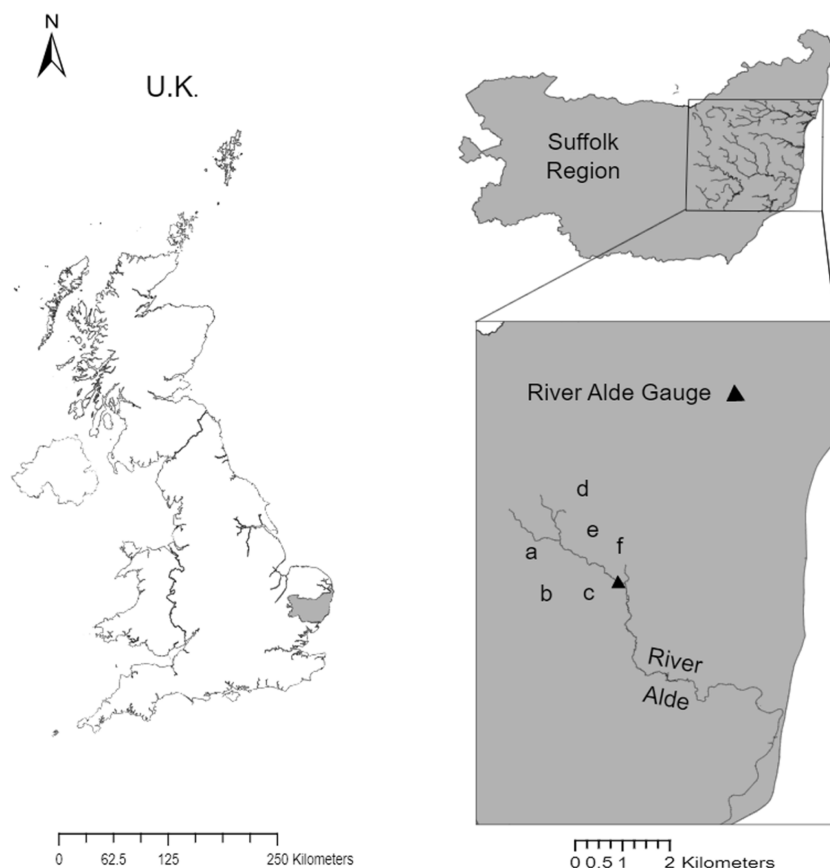 N
U.K.
Suffolk
Region
River Alde Gauge
d
e
f
a
b
c
River
Alde
0 62.5 125 250 Kilometers
0 0.5 1 2 Kilometers